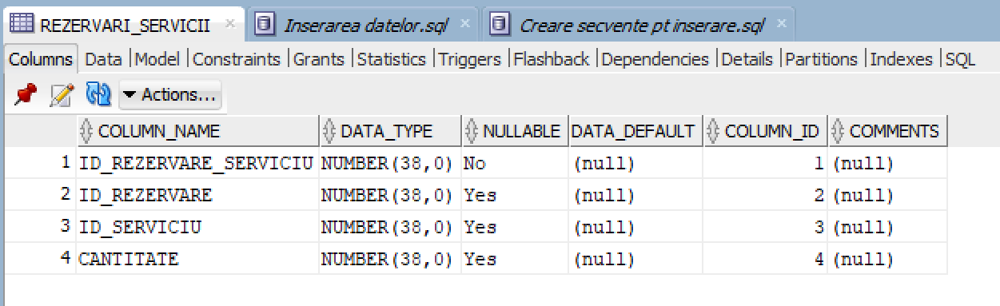 REZERVARI_SERVICII × Inserarea datelor.sql × Creare secvente pt inserare.sql ×
Columns Data |Model |Constraints |Grants |Statistics |Triggers |Flashback |Dependencies |Details |Partitions |Indexes |SQL
Actions...
COLUMN_NAME DATA_TYPE NULLABLE DATA_DEFAULT COLUMN_ID COMMENTS
1 ID_REZERVARE_SERVICIU NUMBER(38,0) No (null) 1 (null)
2 ID_REZERVARE NUMBER(38,0) Yes (null) 2 (null)
3 ID_SERVICIU NUMBER(38,0) Yes (null) 3 (null)
4 CANTITATE NUMBER(38,0) Yes (null) 4 (null)